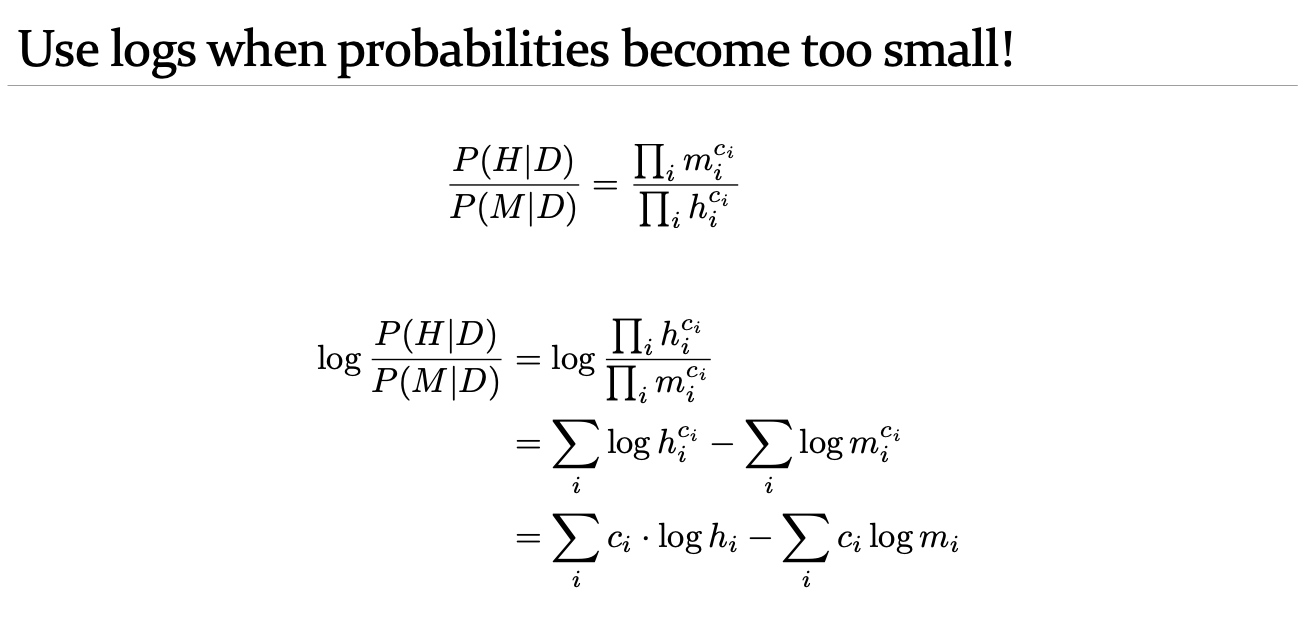 Use logs when probabilities become too small!
\frac{P(H|D)}{P(M|D)} = \frac{\prod_i m_i^{c_i}}{\prod_i h_i^{c_i}}
\log \frac{P(H|D)}{P(M|D)} = \log \frac{\prod_i h_i^{c_i}}{\prod_i m_i^{c_i}}
= \sum_i \log h_i^{c_i} - \sum_i \log m_i^{c_i}
= \sum_i c_i \cdot \log h_i - \sum_i c_i \log m_i